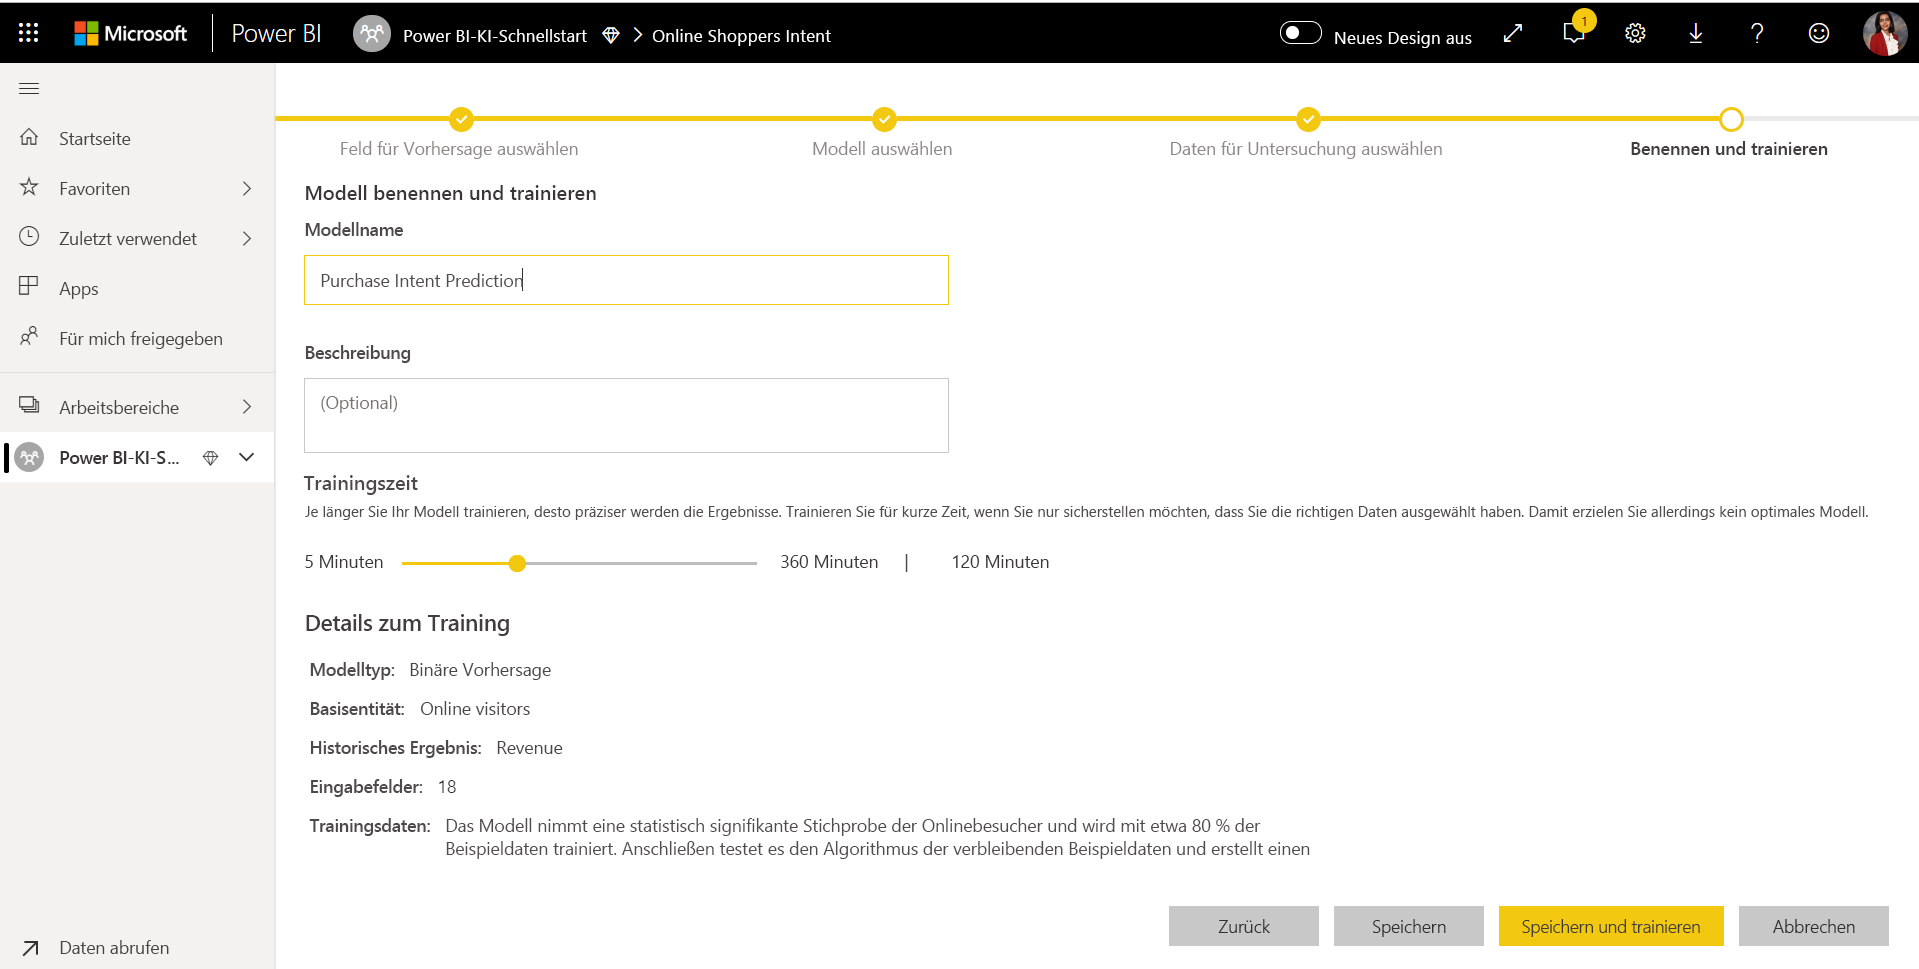 Microsoft Power BI Power BI-KI-Schnellstart Online Shoppers Intent Neues Design aus 1
Startseite
Favoriten
Zuletzt verwendet
Apps
Für mich freigegeben
Arbeitsbereiche
Power BI-KI-S...
Daten abrufen
Feld für Vorhersage auswählen Modell auswählen Daten für Untersuchung auswählen Benennen und trainieren
Modell benennen und trainieren
Modellname
Purchase Intent Prediction
Beschreibung
(Optional)
Trainingszeit
Je länger Sie Ihr Modell trainieren, desto präziser werden die Ergebnisse. Trainieren Sie für kurze Zeit, wenn Sie nur sicherstellen möchten, dass Sie die richtigen Daten ausgewählt haben. Damit erzielen Sie allerdings kein optimales Modell.
5 Minuten 360 Minuten | 120 Minuten
Details zum Training
Modelltyp: Binäre Vorhersage
Basisentität: Online visitors
Historisches Ergebnis: Revenue
Eingabefelder: 18
Trainingsdaten: Das Modell nimmt eine statistisch signifikante Stichprobe der Onlinebesucher und wird mit etwa 80 % der
Beispieldaten trainiert. Anschließen testet es den Algorithmus der verbleibenden Beispieldaten und erstellt einen
Zurück Speichern Speichern und trainieren Abbrechen